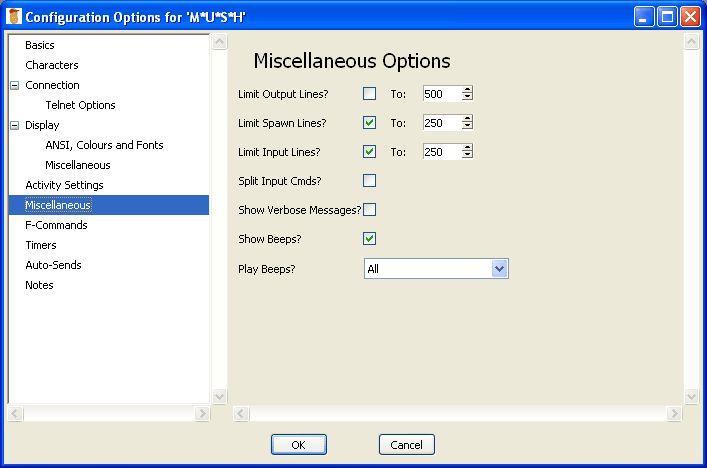 Configuration Options for 'M*U*S*H'
Basics
Characters
Connection
Telnet Options
Display
ANSI, Colours and Fonts
Miscellaneous
Activity Settings
Miscellaneous
F-Commands
Timers
Auto-Sends
Notes
Miscellaneous Options
Limit Output Lines? To: 500
Limit Spawn Lines? To: 250
Limit Input Lines? To: 250
Split Input Cmds?
Show Verbose Messages?
Show Beeps?
Play Beeps? All
OK Cancel